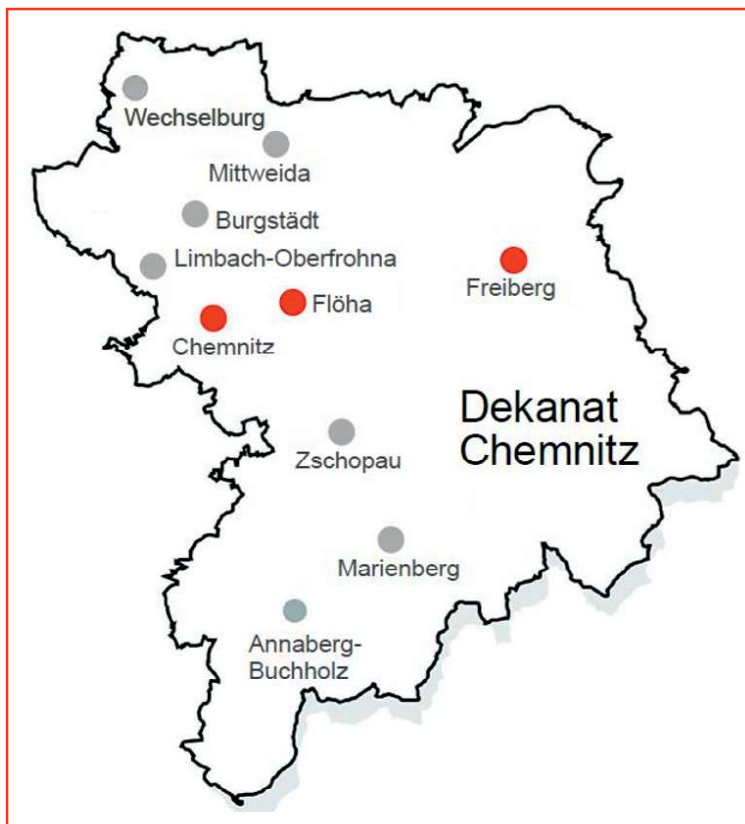 Wechselburg
Mittweida
Burgstädt
Limbach-Oberfrohna
Freiberg
Flöha
Chemnitz
Dekanat
Chemnitz
Zschopau
Marienberg
Annaberg-
Buchholz